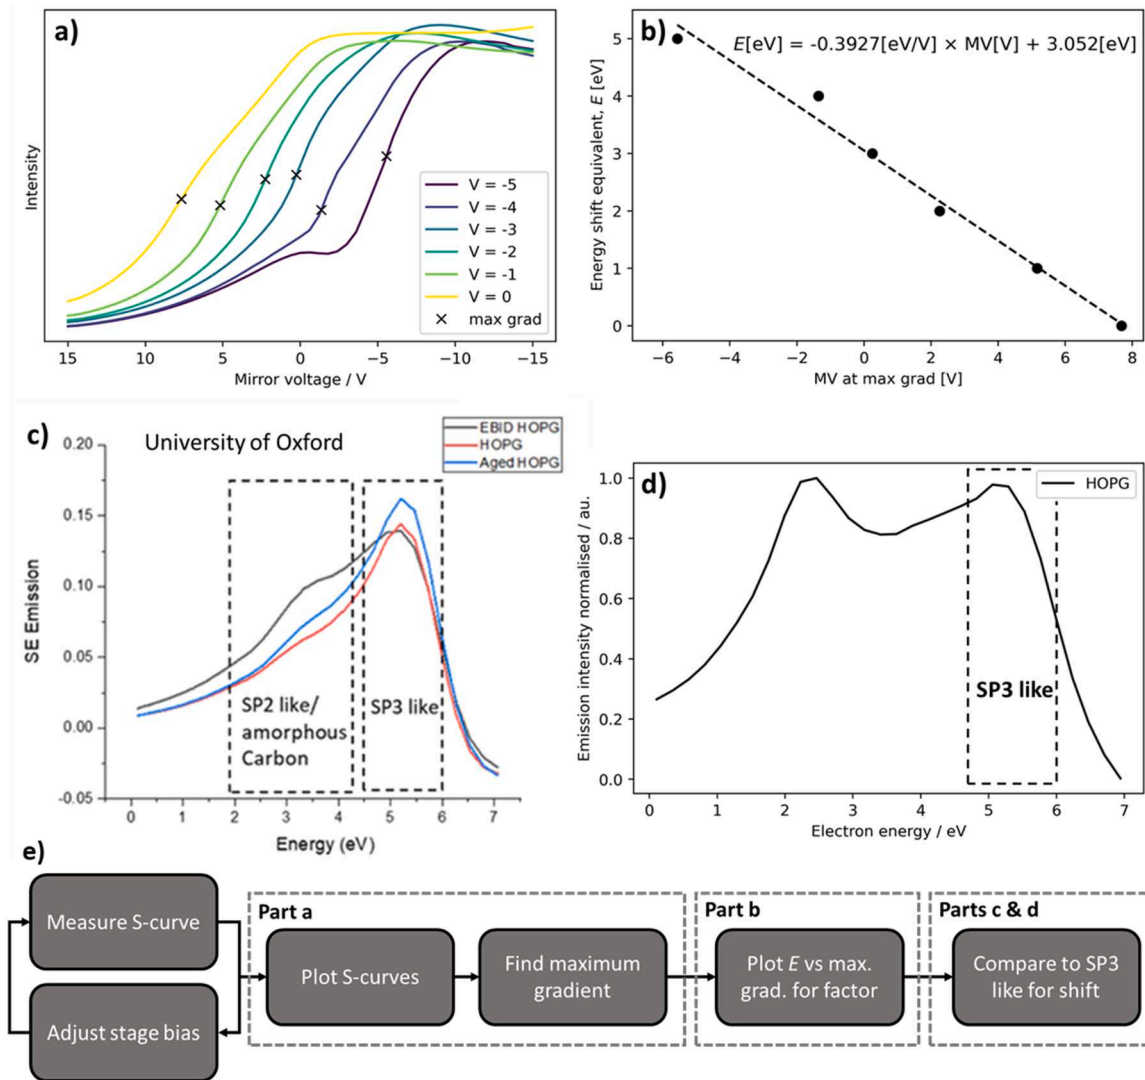 a)
Intensity
V = -5
V = -4
V = -3
V = -2
V = -1
V = 0
max grad
15 10 5 0 −5 −10 −15
Mirror voltage / V
b)
E[eV] = -0.3927[eV/V] × MV[V] + 3.052[eV]
Energy shift equivalent, E [eV]
5
4
3
2
1
0
−6 −4 −2 0 2 4 6 8
MV at max grad [V]
c)
University of Oxford
EBID HOPG
HOPG
Aged HOPG
SE Emission
0.20
0.15
0.10
0.05
0.00
-0.05
SP2 like/
amorphous
Carbon
SP3 like
0 1 2 3 4 5 6 7
Energy (eV)
d)
HOPG
Emission intensity normalised / au.
1.0
0.8
0.6
0.4
0.2
0.0
SP3 like
0 1 2 3 4 5 6 7
Electron energy / eV
e)
Measure S-curve
Adjust stage bias
Part a
Plot S-curves
Find maximum
gradient
Part b
Plot E vs max.
grad. for factor
Parts c & d
Compare to SP3
like for shift